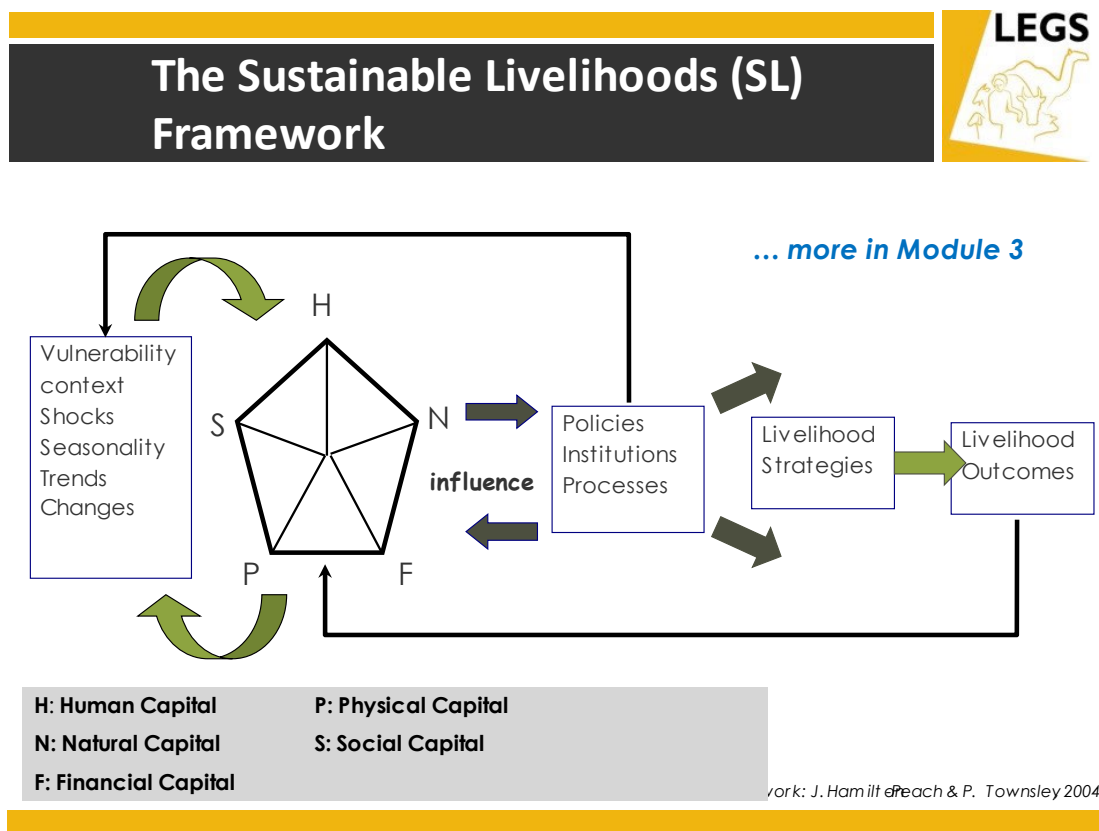 LEGS
The Sustainable Livelihoods (SL)
Framework
… more in Module 3
H
Vulnerability
context
Shocks
Seasonality
Trends
Changes
S
N
influence
P
F
Policies
Institutions
Processes
Livelihood
Strategies
Livelihood
Outcomes
H: Human Capital P: Physical Capital
N: Natural Capital S: Social Capital
F: Financial Capital
J. Hamilton & P. Townsley 2004